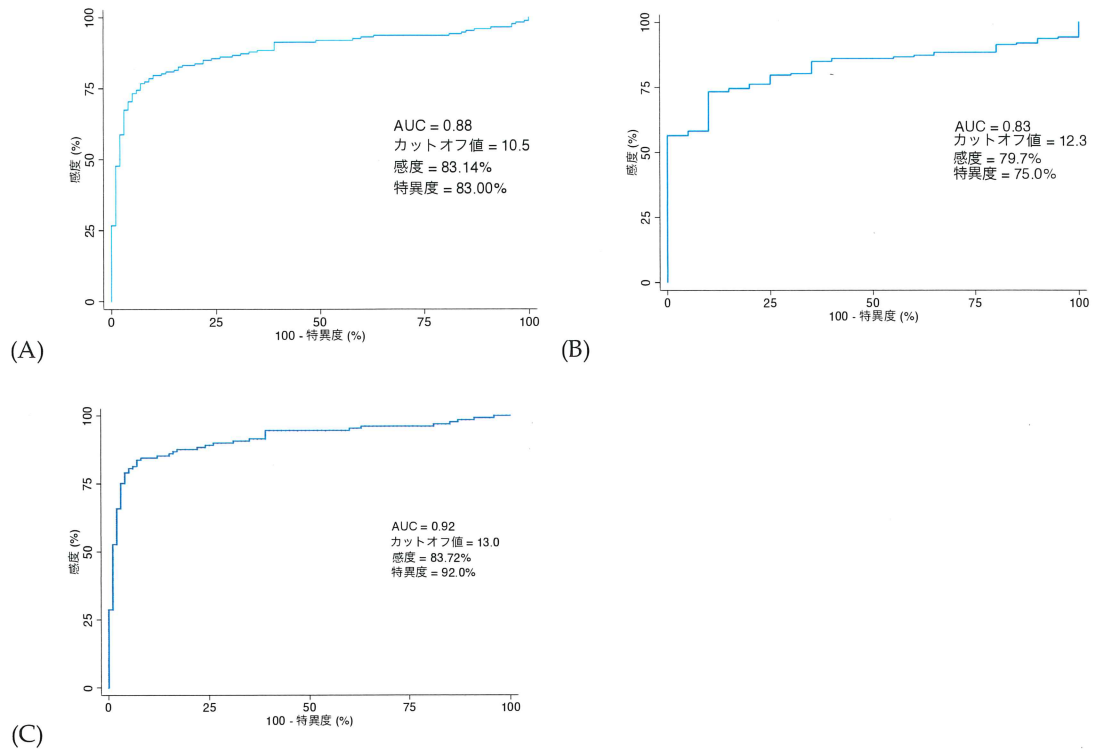 100
75
50
25
0
感度 (%)
AUC = 0.88
カットオフ値 = 10.5
感度 = 83.14%
特異度 = 83.00%
0 25 50 75 100
100 - 特異度 (%)
(A)
100
75
50
25
0
感度 (%)
AUC = 0.83
カットオフ値 = 12.3
感度 = 79.7%
特異度 = 75.0%
0 25 50 75 100
100 - 特異度 (%)
(B)
100
75
50
25
0
感度 (%)
AUC = 0.92
カットオフ値 = 13.0
感度 = 83.72%
特異度 = 92.0%
0 25 50 75 100
100 - 特異度 (%)
(C)